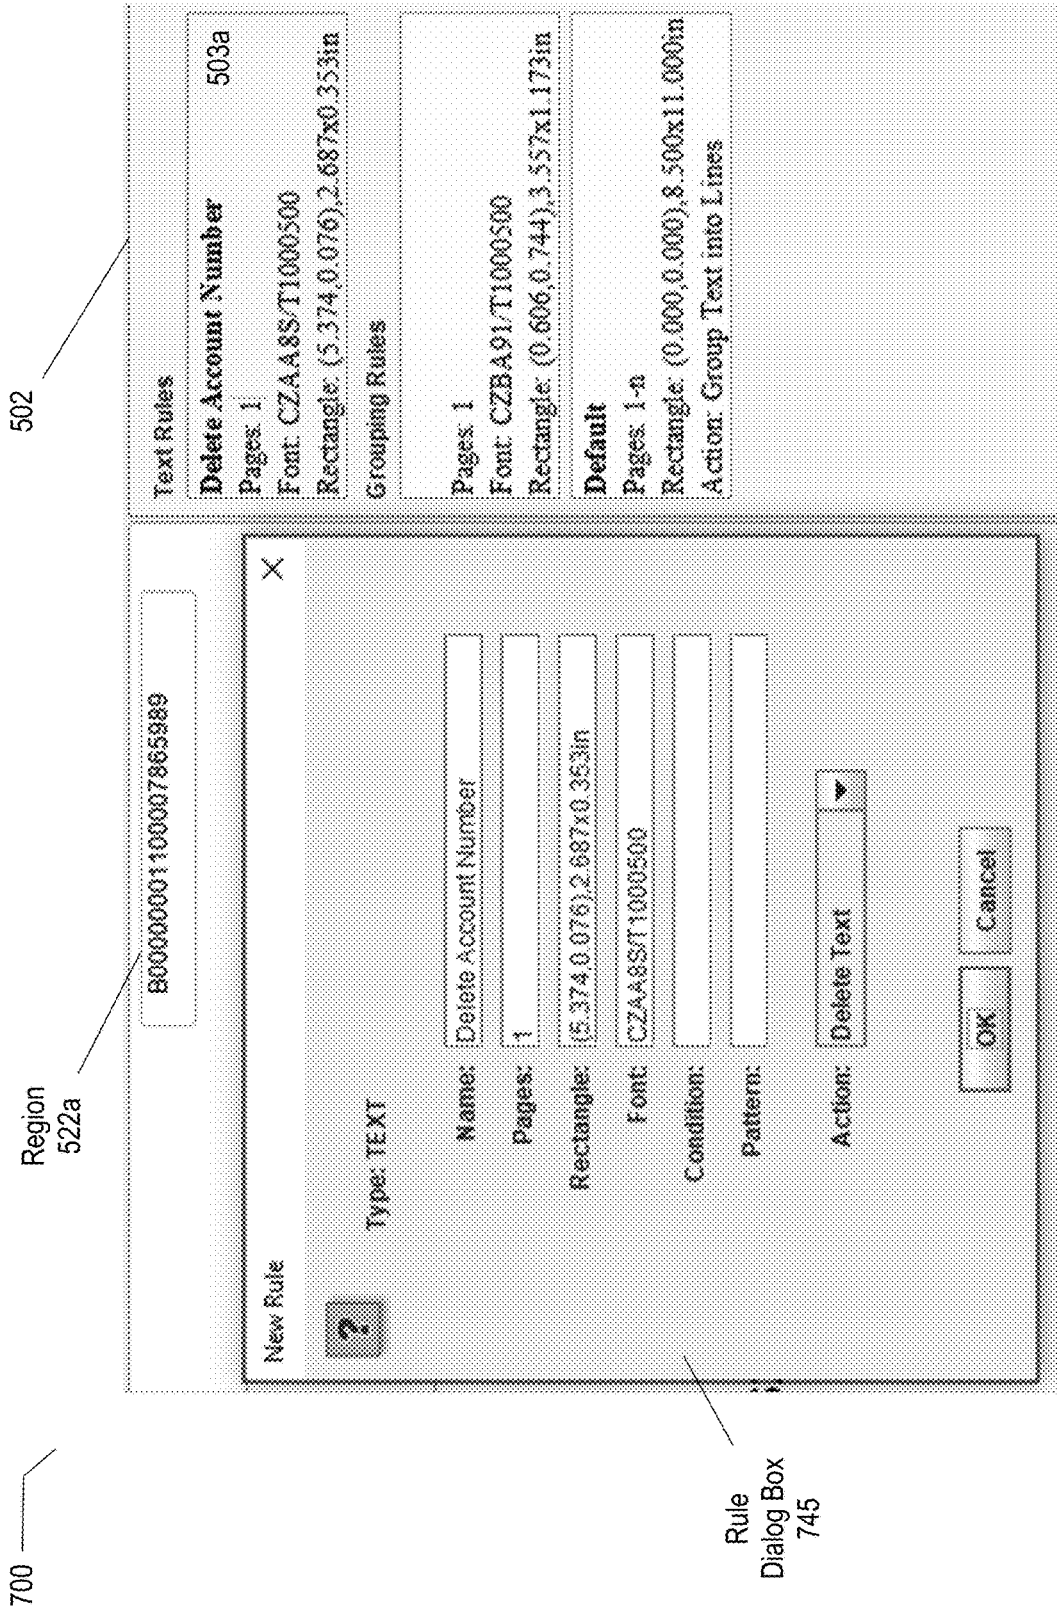 700
Region
522a
502
B0000001100007865989
New Rule
X
?
Type: TEXT
Name: Delete Account Number
Pages: 1
Rectangle: (5.374,0.076),2.687x0.353in
Font: CZAA8S/T1000500
Condition:
Pattern:
Action: Delete Text
OK Cancel
Rule
Dialog Box
745
Text Rules
Delete Account Number 503a
Pages: 1
Font: CZAA8S/T1000500
Rectangle: (5.374,0.076),2.687x0.353in
Grouping Rules
Pages: 1
Font: CZBA91/T1000500
Rectangle: (0.606,0.744),3.557x1.173in
Default
Pages: 1-n
Rectangle: (0.000,0.000),8.500x11.000in
Action: Group Text into Lines